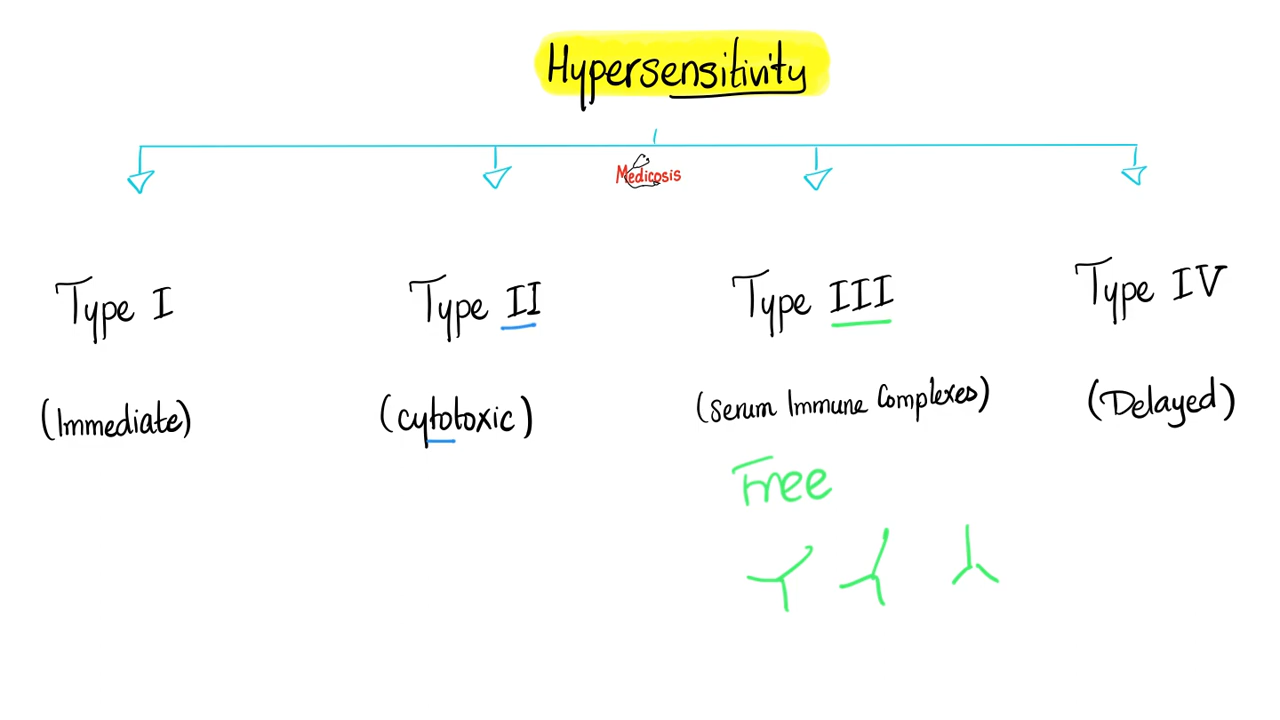 Hypersensitivity
Medicosis
Type I
Type II
Type III
Type IV
(Immediate)
(cytotoxic)
(Serum Immune Complexes)
(Delayed)
Free